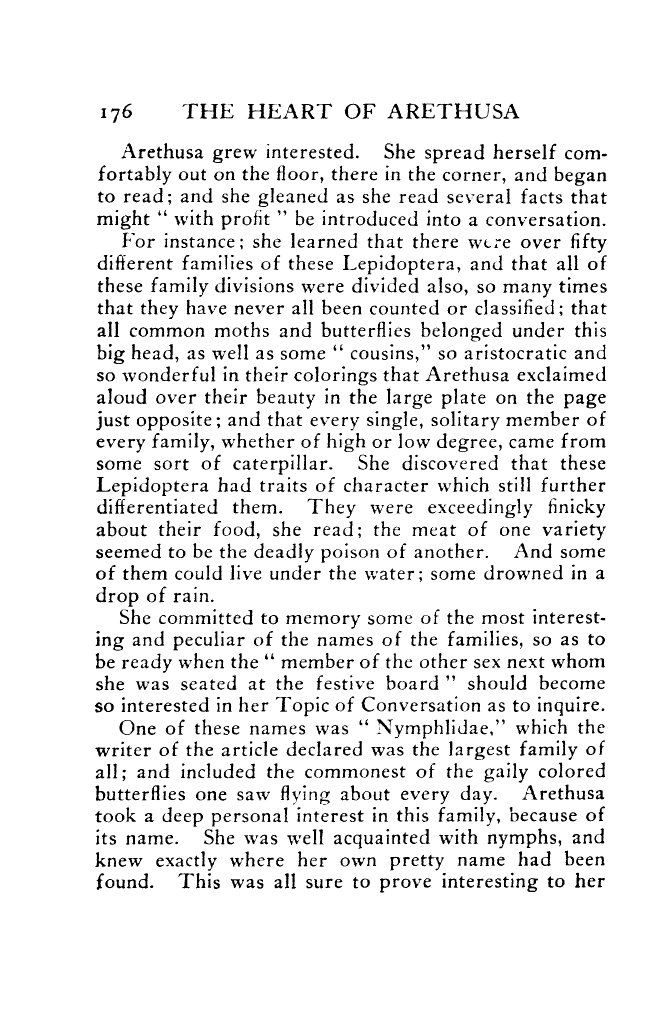 176 THE HEART OF ARETHUSA
Arethusa grew interested. She spread herself com-
fortably out on the floor, there in the corner, and began
to read; and she gleaned as she read several facts that
might “ with profit ” be introduced into a conversation.
For instance; she learned that there were over fifty
different families of these Lepidoptera, and that all of
these family divisions were divided also, so many times
that they have never all been counted or classified; that
all common moths and butterflies belonged under this
big head, as well as some “ cousins,” so aristocratic and
so wonderful in their colorings that Arethusa exclaimed
aloud over their beauty in the large plate on the page
just opposite; and that every single, solitary member of
every family, whether of high or low degree, came from
some sort of caterpillar. She discovered that these
Lepidoptera had traits of character which still further
differentiated them. They were exceedingly finicky
about their food, she read; the meat of one variety
seemed to be the deadly poison of another. And some
of them could live under the water; some drowned in a
drop of rain.
She committed to memory some of the most interest-
ing and peculiar of the names of the families, so as to
be ready when the “ member of the other sex next whom
she was seated at the festive board ” should become
so interested in her Topic of Conversation as to inquire.
One of these names was “ Nymphlidae,” which the
writer of the article declared was the largest family of
all; and included the commonest of the gaily colored
butterflies one saw flying about every day. Arethusa
took a deep personal interest in this family, because of
its name. She was well acquainted with nymphs, and
knew exactly where her own pretty name had been
found. This was all sure to prove interesting to her